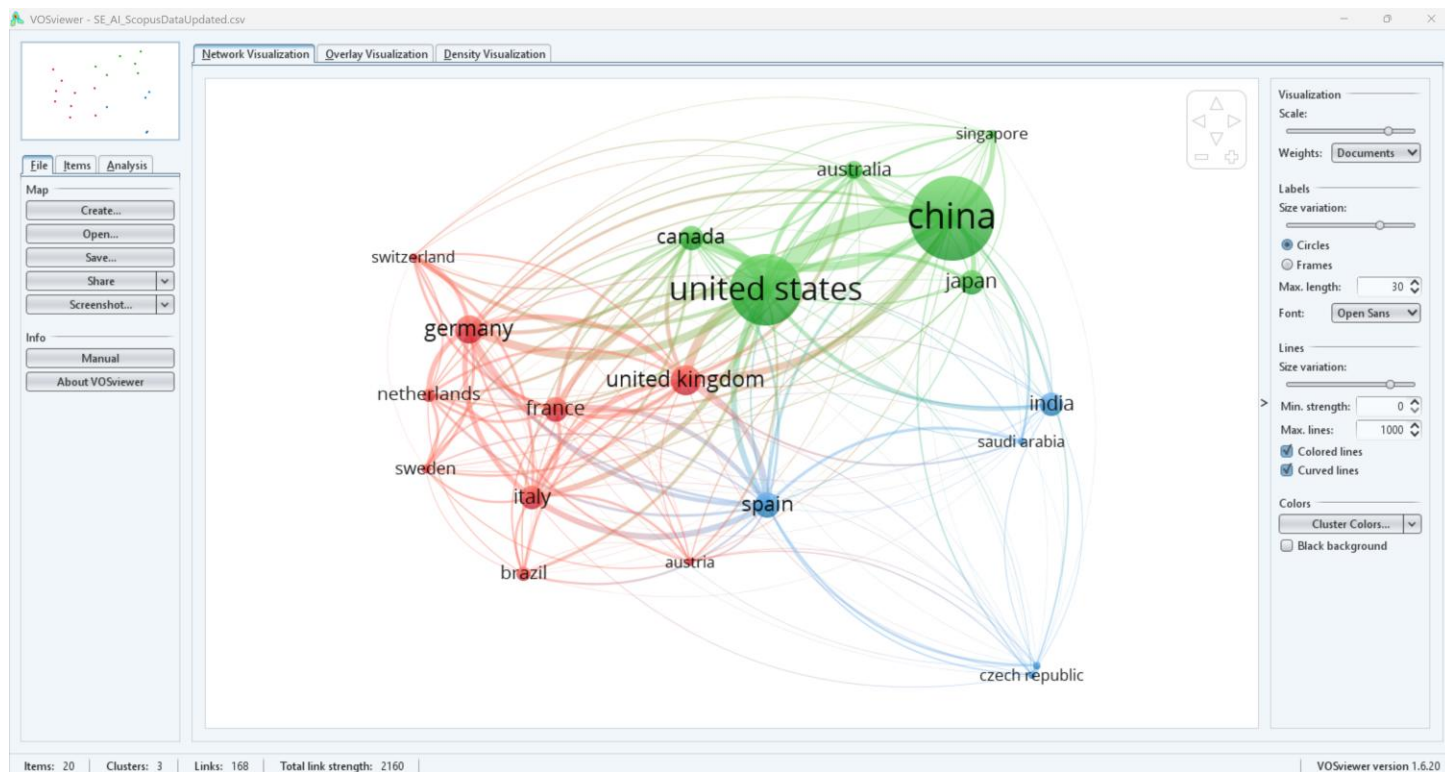 VOSviewer - SE_AI_ScopusDataUpdated.csv
Network Visualization
Overlay Visualization
Density Visualization
File
Items
Analysis
Map
Create...
Open...
Save...
Share
Screenshot...
Info
Manual
About VOSviewer
singapore
australia
china
canada
switzerland
united states
japan
germany
united kingdom
netherlands
france
india
saudi arabia
sweden
italy
spain
austria
brazil
czech republic
>
Visualization
Scale:
Weights: Documents
Labels
Size variation:
Circles
Frames
Max. length: 30
Font: Open Sans
Lines
Size variation:
Min. strength: 0
Max. lines: 1000
Colored lines
Curved lines
Colors
Cluster Colors...
Black background
Items: 20 Clusters: 3 Links: 168 Total link strength: 2160
VOSviewer version 1.6.20